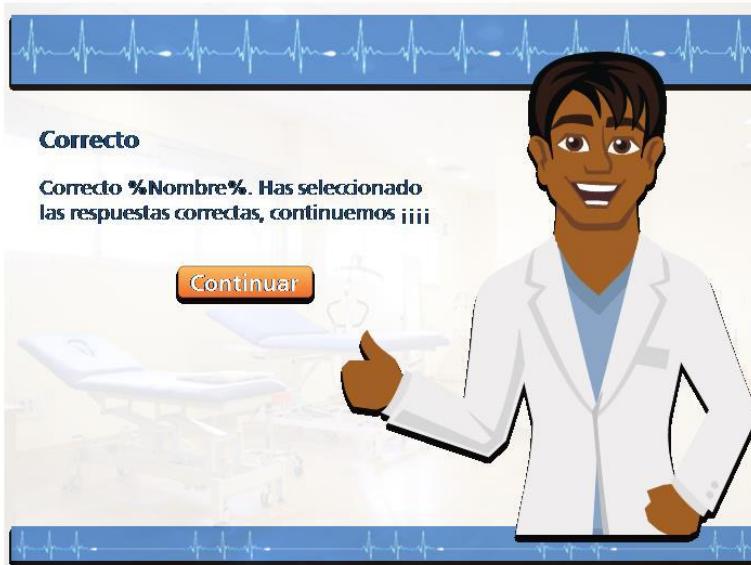 Correcto
Correcto %Nombre%. Has seleccionado
las respuestas correctas, continuemos ¡¡¡¡
Continuar